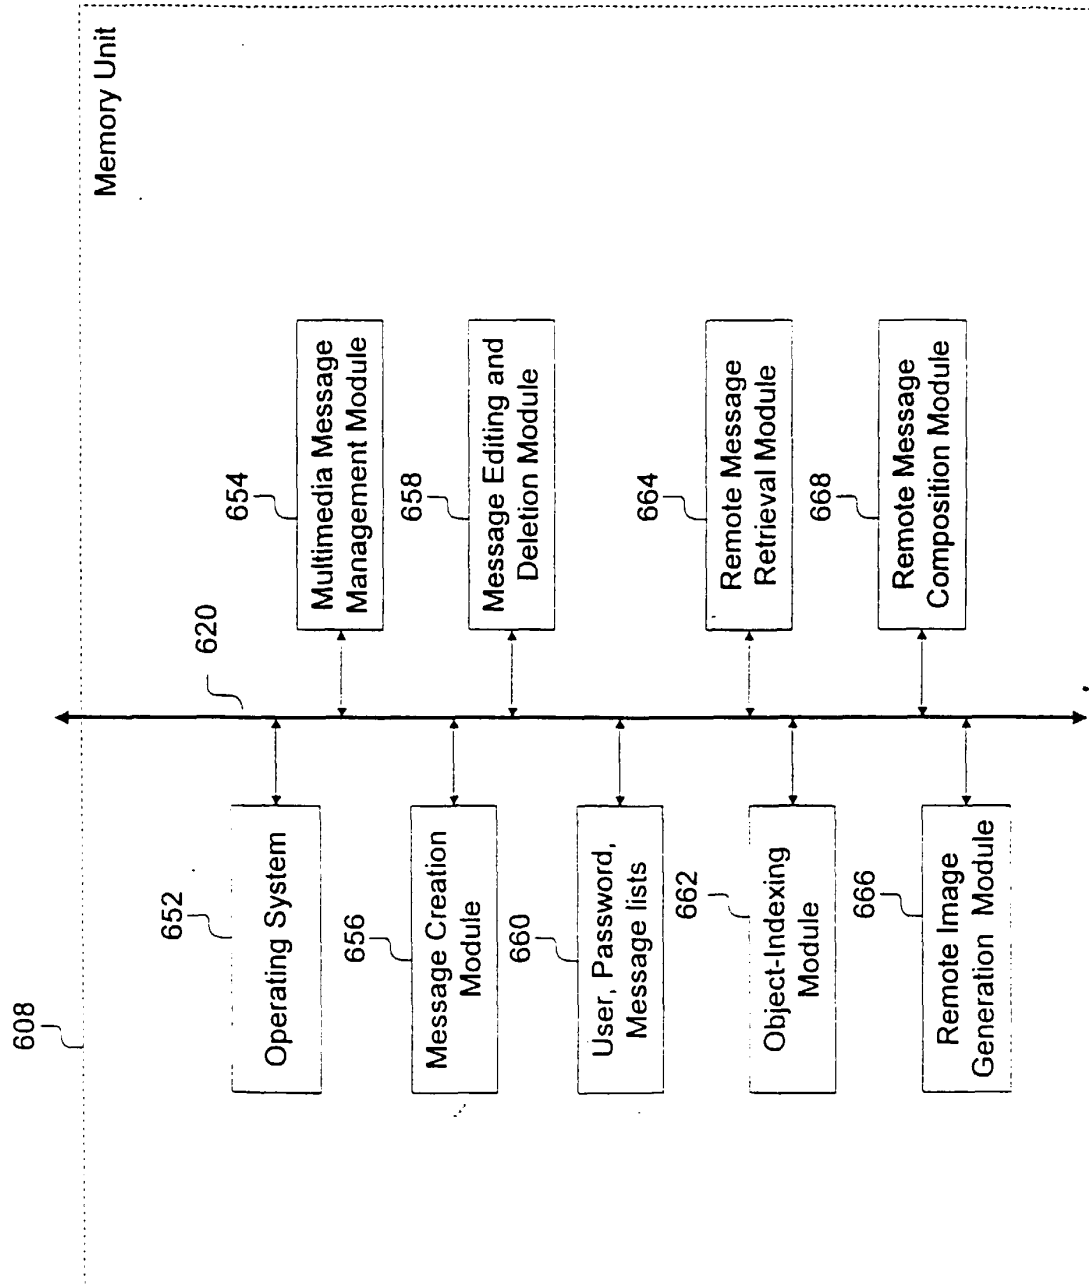 608
Memory Unit
620
652
Operating System
654
Multimedia Message
Management Module
656
Message Creation
Module
658
Message Editing and
Deletion Module
660
User, Password,
Message lists
662
Object-Indexing
Module
664
Remote Message
Retrieval Module
666
Remote Image
Generation Module
668
Remote Message
Composition Module